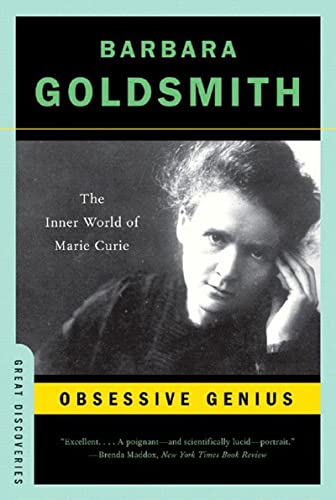 BARBARA
GOLDSMITH
The
Inner World of
Marie Curie
GREAT DISCOVERIES
OBSESSIVE GENIUS
"Excellent. . . . A poignant—and scientifically lucid—portrait."
—Brenda Maddox, New York Times Book Review